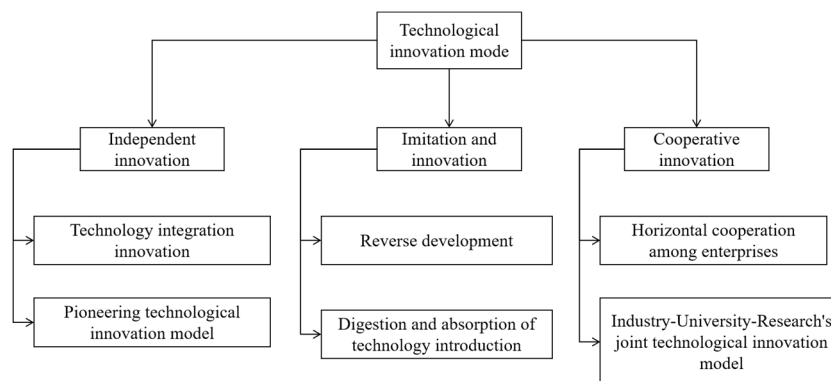 Technological
innovation mode
Independent
innovation
Imitation and
innovation
Cooperative
innovation
Technology integration
innovation
Reverse development
Horizontal cooperation
among enterprises
Pioneering technological
innovation model
Digestion and absorption of
technology introduction
Industry-University-Research's
joint technological innovation
model